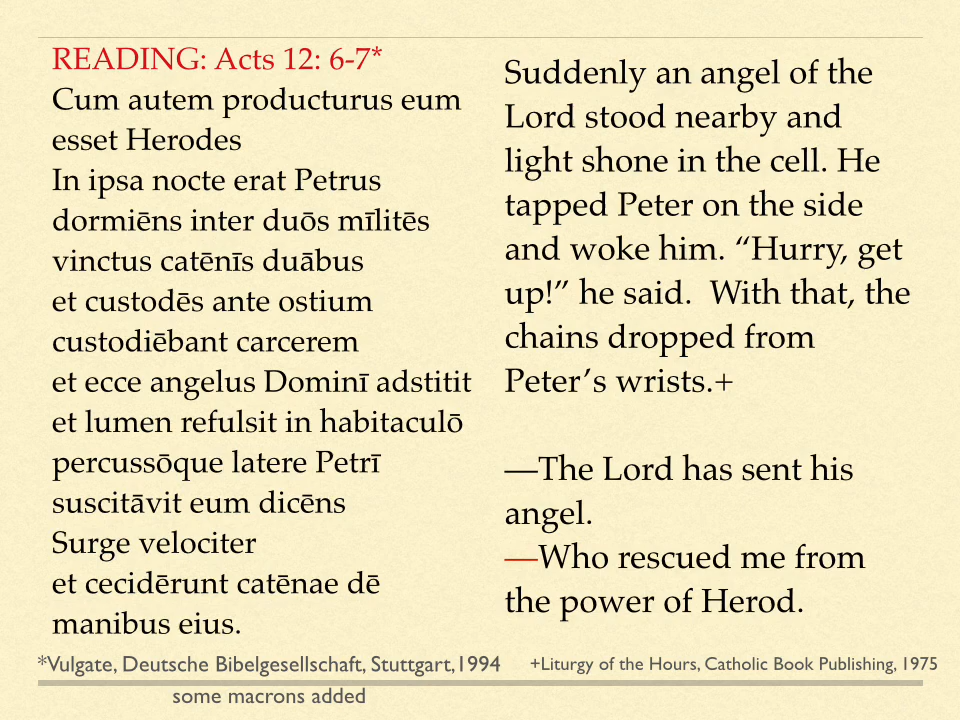 READING: Acts 12: 6-7*
Cum autem producturus eum
esset Herodes
In ipsa nocte erat Petrus
dormiēns inter duōs mīlitēs
vinctus catēnīs duābus
et custodēs ante ostium
custodiēbant carcerem
et ecce angelus Dominī adstitit
et lumen refulsit in habitaculō
percussōque latere Petrī
suscitāvit eum dicēns
Surge velociter
et cecidērunt catēnae dē
manibus eius.
*Vulgate, Deutsche Bibelgesellschaft, Stuttgart,1994
some macrons added
Suddenly an angel of the
Lord stood nearby and
light shone in the cell. He
tapped Peter on the side
and woke him. “Hurry, get
up!” he said.  With that, the
chains dropped from
Peter’s wrists.+
—The Lord has sent his
angel.
—Who rescued me from
the power of Herod.
+Liturgy of the Hours, Catholic Book Publishing, 1975